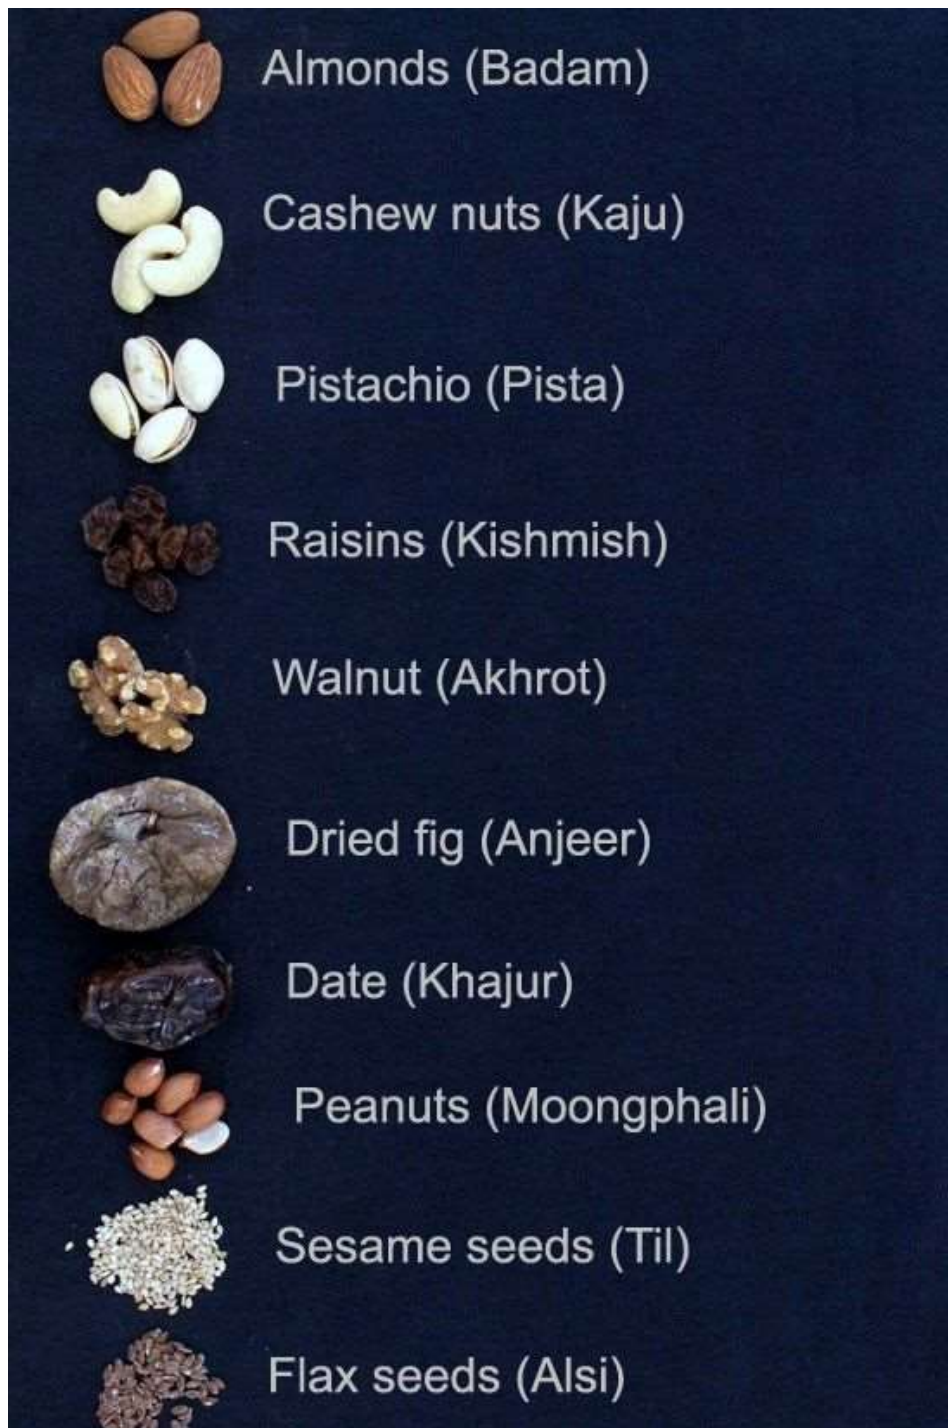 Almonds (Badam)
Cashew nuts (Kaju)
Pistachio (Pista)
Raisins (Kishmish)
Walnut (Akhrot)
Dried fig (Anjeer)
Date (Khajur)
Peanuts (Moongphali)
Sesame seeds (Til)
Flax seeds (Alsi)